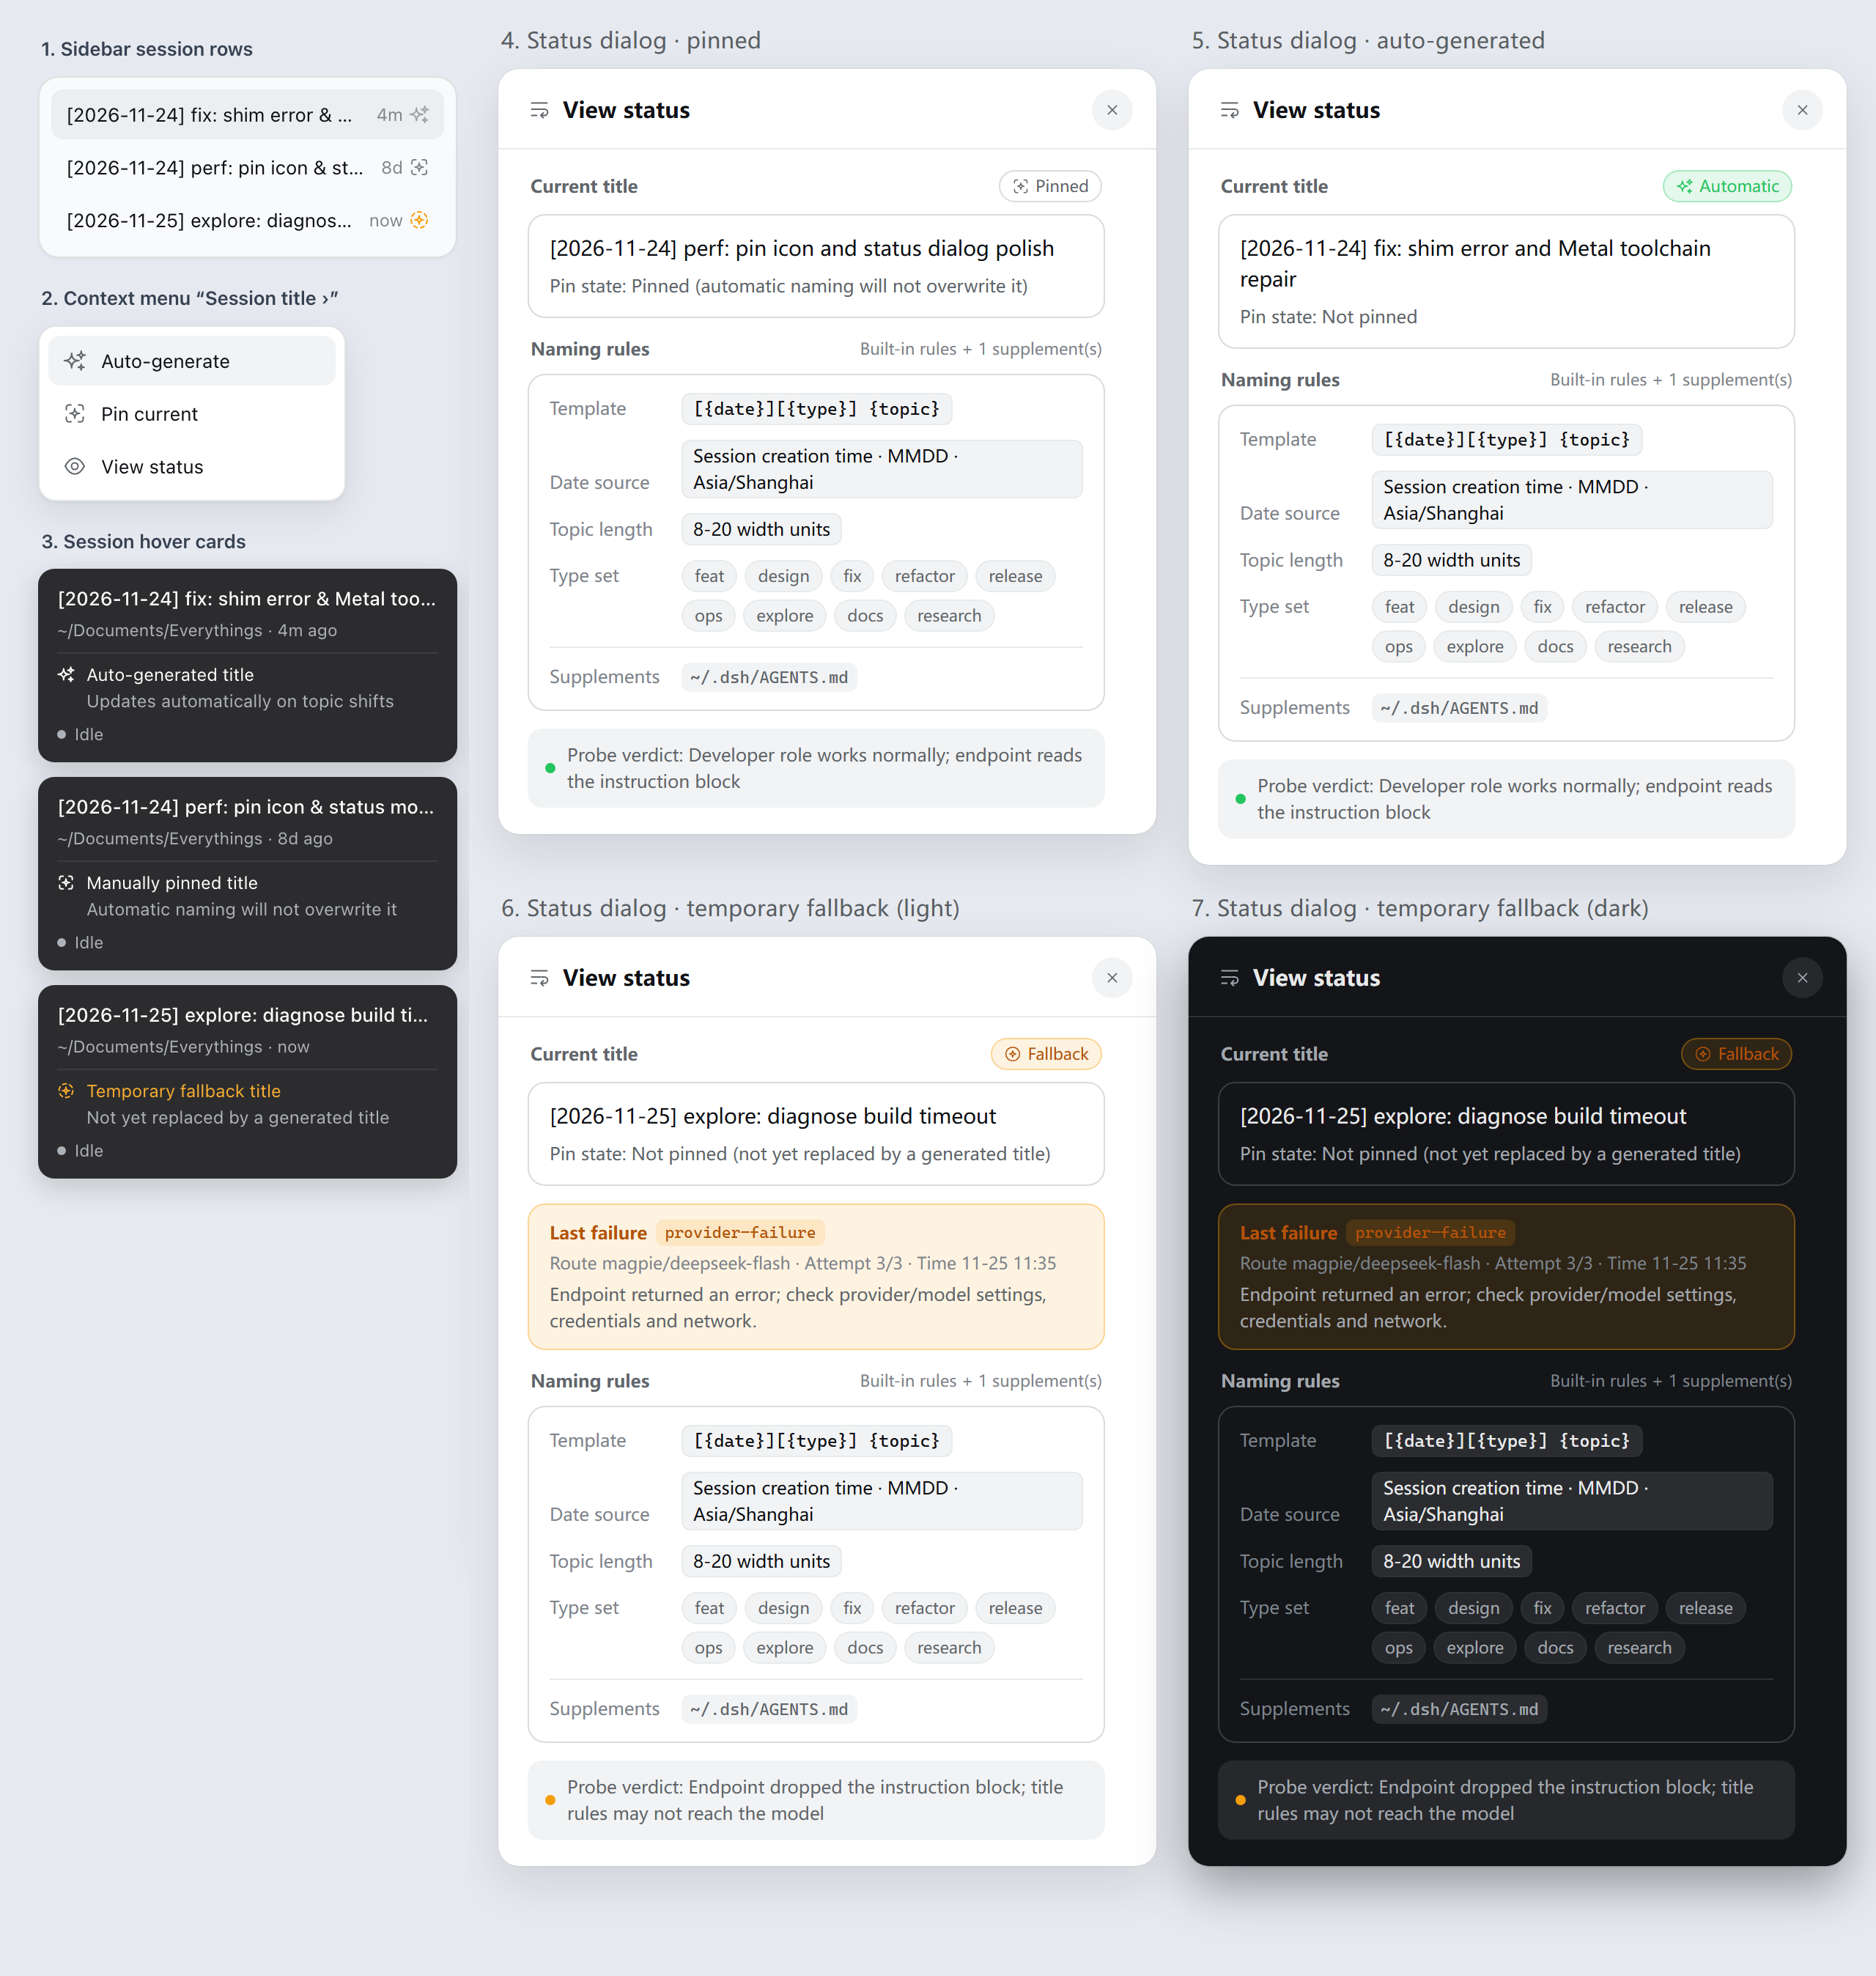 1. Sidebar session rows
[2026-11-24] fix: shim error & ... 4m
[2026-11-24] perf: pin icon & st... 8d
[2026-11-25] explore: diagnos... now
2. Context menu “Session title ›”
Auto-generate
Pin current
View status
3. Session hover cards
[2026-11-24] fix: shim error & Metal too...
~/Documents/Everythings · 4m ago
Auto-generated title
Updates automatically on topic shifts
Idle
[2026-11-24] perf: pin icon & status mo...
~/Documents/Everythings · 8d ago
Manually pinned title
Automatic naming will not overwrite it
Idle
[2026-11-25] explore: diagnose build ti...
~/Documents/Everythings · now
Temporary fallback title
Not yet replaced by a generated title
Idle
4. Status dialog · pinned
View status
Current title Pinned
[2026-11-24] perf: pin icon and status dialog polish
Pin state: Pinned (automatic naming will not overwrite it)
Naming rules Built-in rules + 1 supplement(s)
Template [{date}][{type}] {topic}
Date source Session creation time · MMDD ·
Asia/Shanghai
Topic length 8-20 width units
Type set feat design fix refactor release
ops explore docs research
Supplements ~/.dsh/AGENTS.md
Probe verdict: Developer role works normally; endpoint reads
the instruction block
5. Status dialog · auto-generated
View status
Current title Automatic
[2026-11-24] fix: shim error and Metal toolchain
repair
Pin state: Not pinned
Naming rules Built-in rules + 1 supplement(s)
Template [{date}][{type}] {topic}
Date source Session creation time · MMDD ·
Asia/Shanghai
Topic length 8-20 width units
Type set feat design fix refactor release
ops explore docs research
Supplements ~/.dsh/AGENTS.md
Probe verdict: Developer role works normally; endpoint reads
the instruction block
6. Status dialog · temporary fallback (light)
View status
Current title Fallback
[2026-11-25] explore: diagnose build timeout
Pin state: Not pinned (not yet replaced by a generated title)
Last failure provider-failure
Route magpie/deepseek-flash · Attempt 3/3 · Time 11-25 11:35
Endpoint returned an error; check provider/model settings,
credentials and network.
Naming rules Built-in rules + 1 supplement(s)
Template [{date}][{type}] {topic}
Date source Session creation time · MMDD ·
Asia/Shanghai
Topic length 8-20 width units
Type set feat design fix refactor release
ops explore docs research
Supplements ~/.dsh/AGENTS.md
Probe verdict: Endpoint dropped the instruction block; title
rules may not reach the model
7. Status dialog · temporary fallback (dark)
View status
Current title Fallback
[2026-11-25] explore: diagnose build timeout
Pin state: Not pinned (not yet replaced by a generated title)
Last failure provider-failure
Route magpie/deepseek-flash · Attempt 3/3 · Time 11-25 11:35
Endpoint returned an error; check provider/model settings,
credentials and network.
Naming rules Built-in rules + 1 supplement(s)
Template [{date}][{type}] {topic}
Date source Session creation time · MMDD ·
Asia/Shanghai
Topic length 8-20 width units
Type set feat design fix refactor release
ops explore docs research
Supplements ~/.dsh/AGENTS.md
Probe verdict: Endpoint dropped the instruction block; title
rules may not reach the model